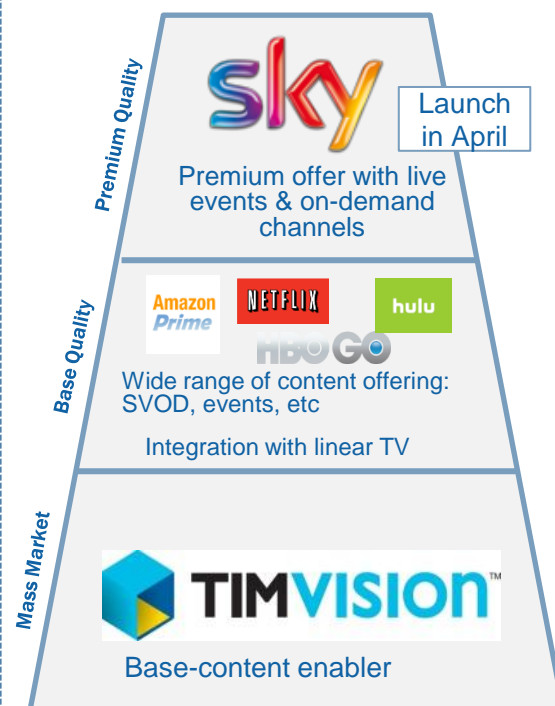 Premium Quality
sky
Launch
in April
Premium offer with live
events & on-demand
channels
Base Quality
Amazon
Prime
NETFLIX
hulu
HBO GO
Wide range of content offering:
SVOD, events, etc
Integration with linear TV
Mass Market
TIMVISION™
Base-content enabler